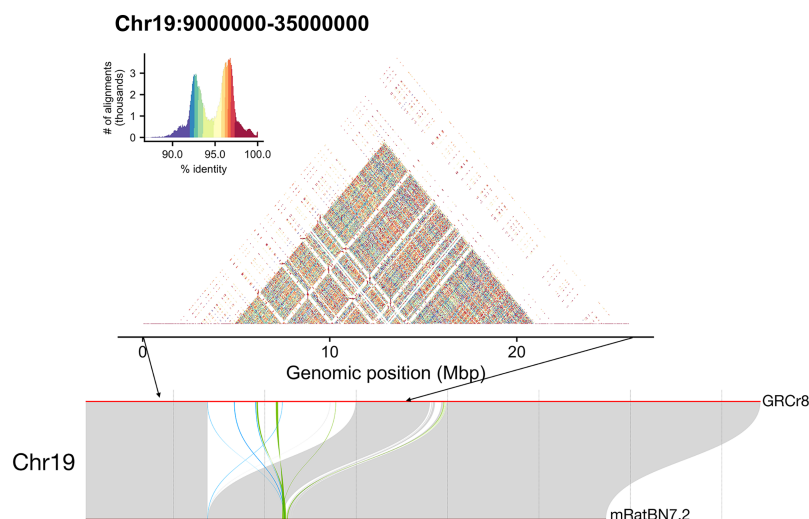 Chr19:9000000-35000000
# of alignments
(thousands)
3
2
1
0
90.0 95.0 100.0
% identity
0 10 20
Genomic position (Mbp)
GRCr8
Chr19
mRatBN7.2